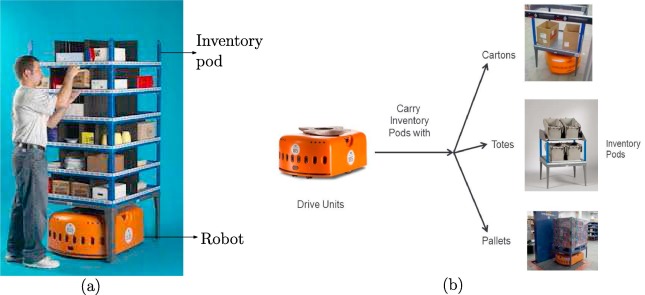 Inventory
pod
Robot
(a)
Cartons
Carry
Inventory
Pods with
Totes
Inventory
Pods
Drive Units
Pallets
(b)